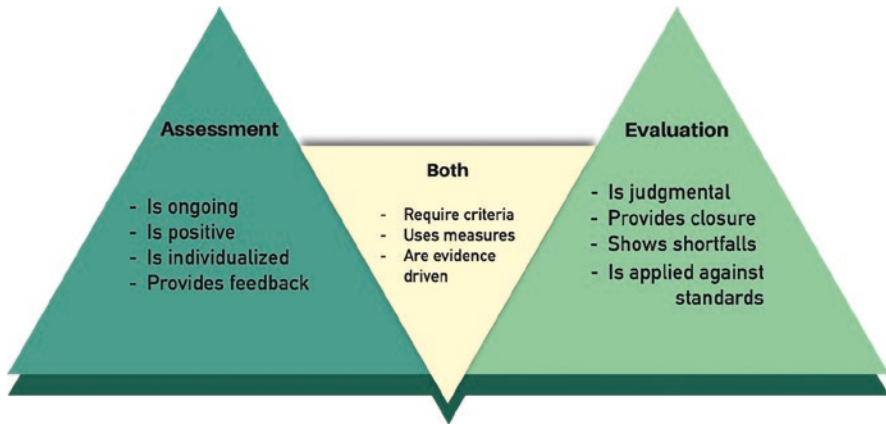 Assessment
- Is ongoing
- Is positive
- Is individualized
- Provides feedback
Both
- Require criteria
- Uses measures
- Are evidence
driven
Evaluation
- Is judgmental
- Provides closure
- Shows shortfalls
- Is applied against
standards